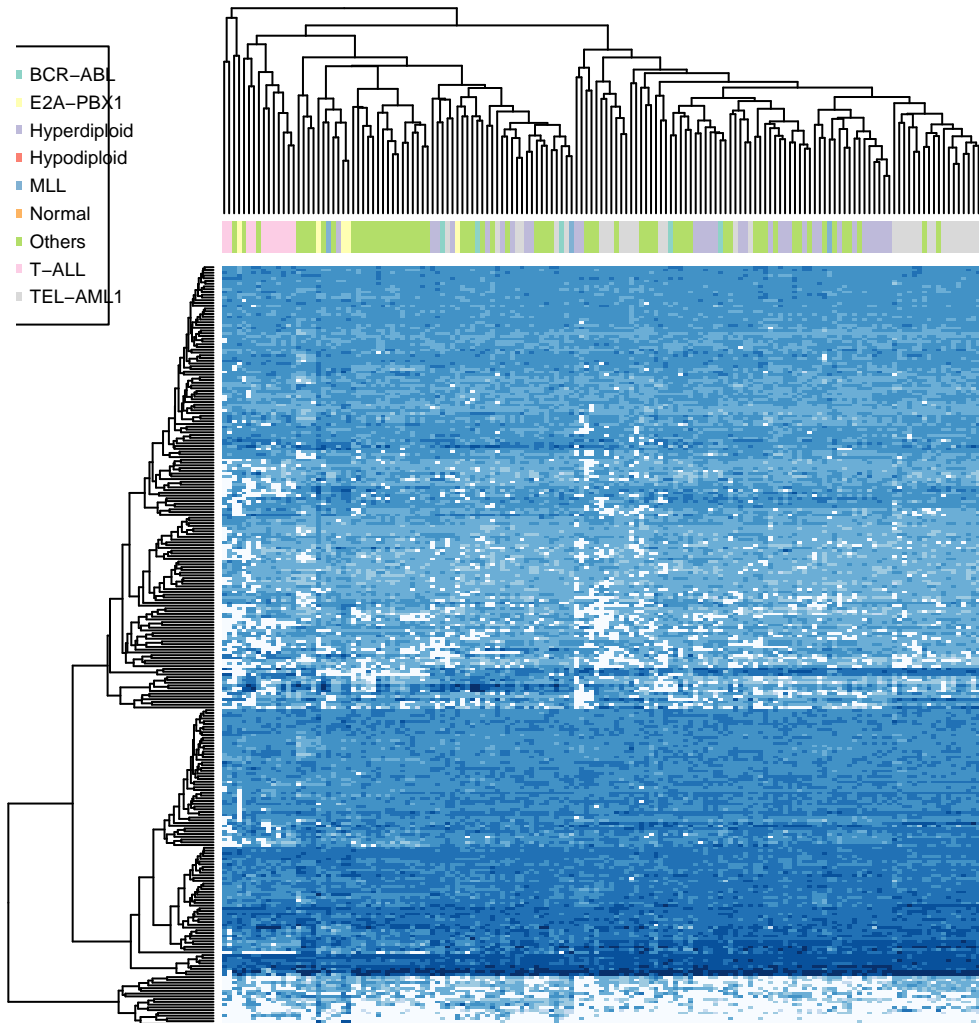 BCR−ABL
E2A−PBX1
Hyperdiploid
Hypodiploid
MLL
Normal
Others
T−ALL
TEL−AML1